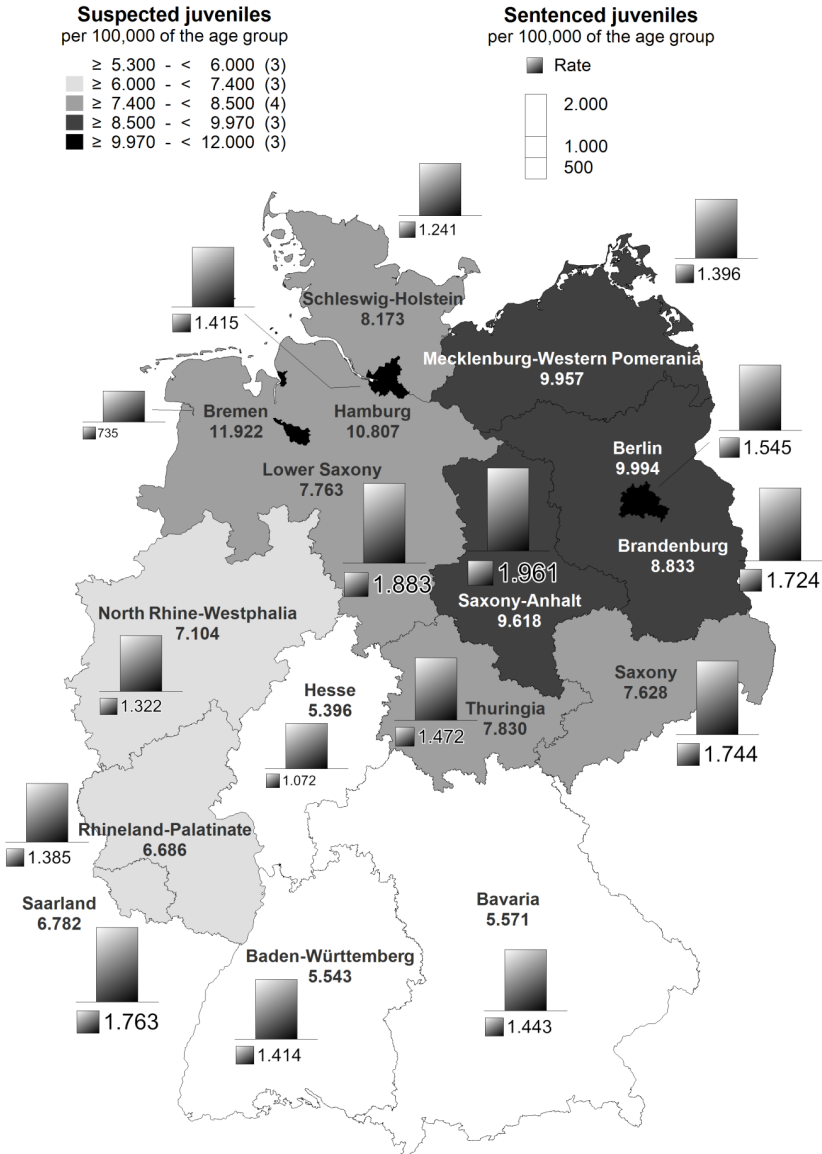 Suspected juveniles
per 100,000 of the age group
≥ 5.300 - < 6.000 (3)
≥ 6.000 - < 7.400 (3)
≥ 7.400 - < 8.500 (4)
≥ 8.500 - < 9.970 (3)
≥ 9.970 - < 12.000 (3)
Sentenced juveniles
per 100,000 of the age group
Rate
2.000
1.000
500
1.241
1.396
1.415
Schleswig-Holstein
8.173
Mecklenburg-Western Pomerania
9.957
735
Bremen
11.922
Hamburg
10.807
Berlin
9.994
1.545
Lower Saxony
7.763
1.883
1.961
Saxony-Anhalt
9.618
Brandenburg
8.833
1.724
North Rhine-Westphalia
7.104
1.322
Hesse
5.396
1.072
Thuringia
7.830
1.472
Saxony
7.628
1.744
Rhineland-Palatinate
6.686
1.385
Saarland
6.782
1.763
Baden-Württemberg
5.543
1.414
Bavaria
5.571
1.443